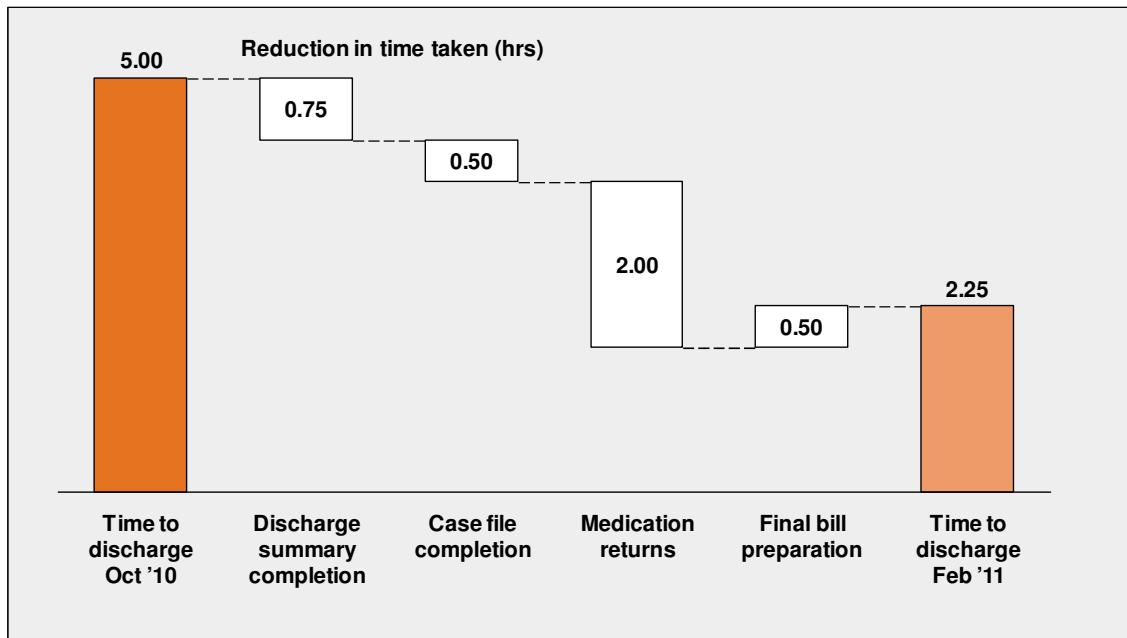 Reduction in time taken (hrs)
5.00
0.75
0.50
2.00
0.50
2.25
Time to
discharge
Oct ’10
Discharge
summary
completion
Case file
completion
Medication
returns
Final bill
preparation
Time to
discharge
Feb ’11